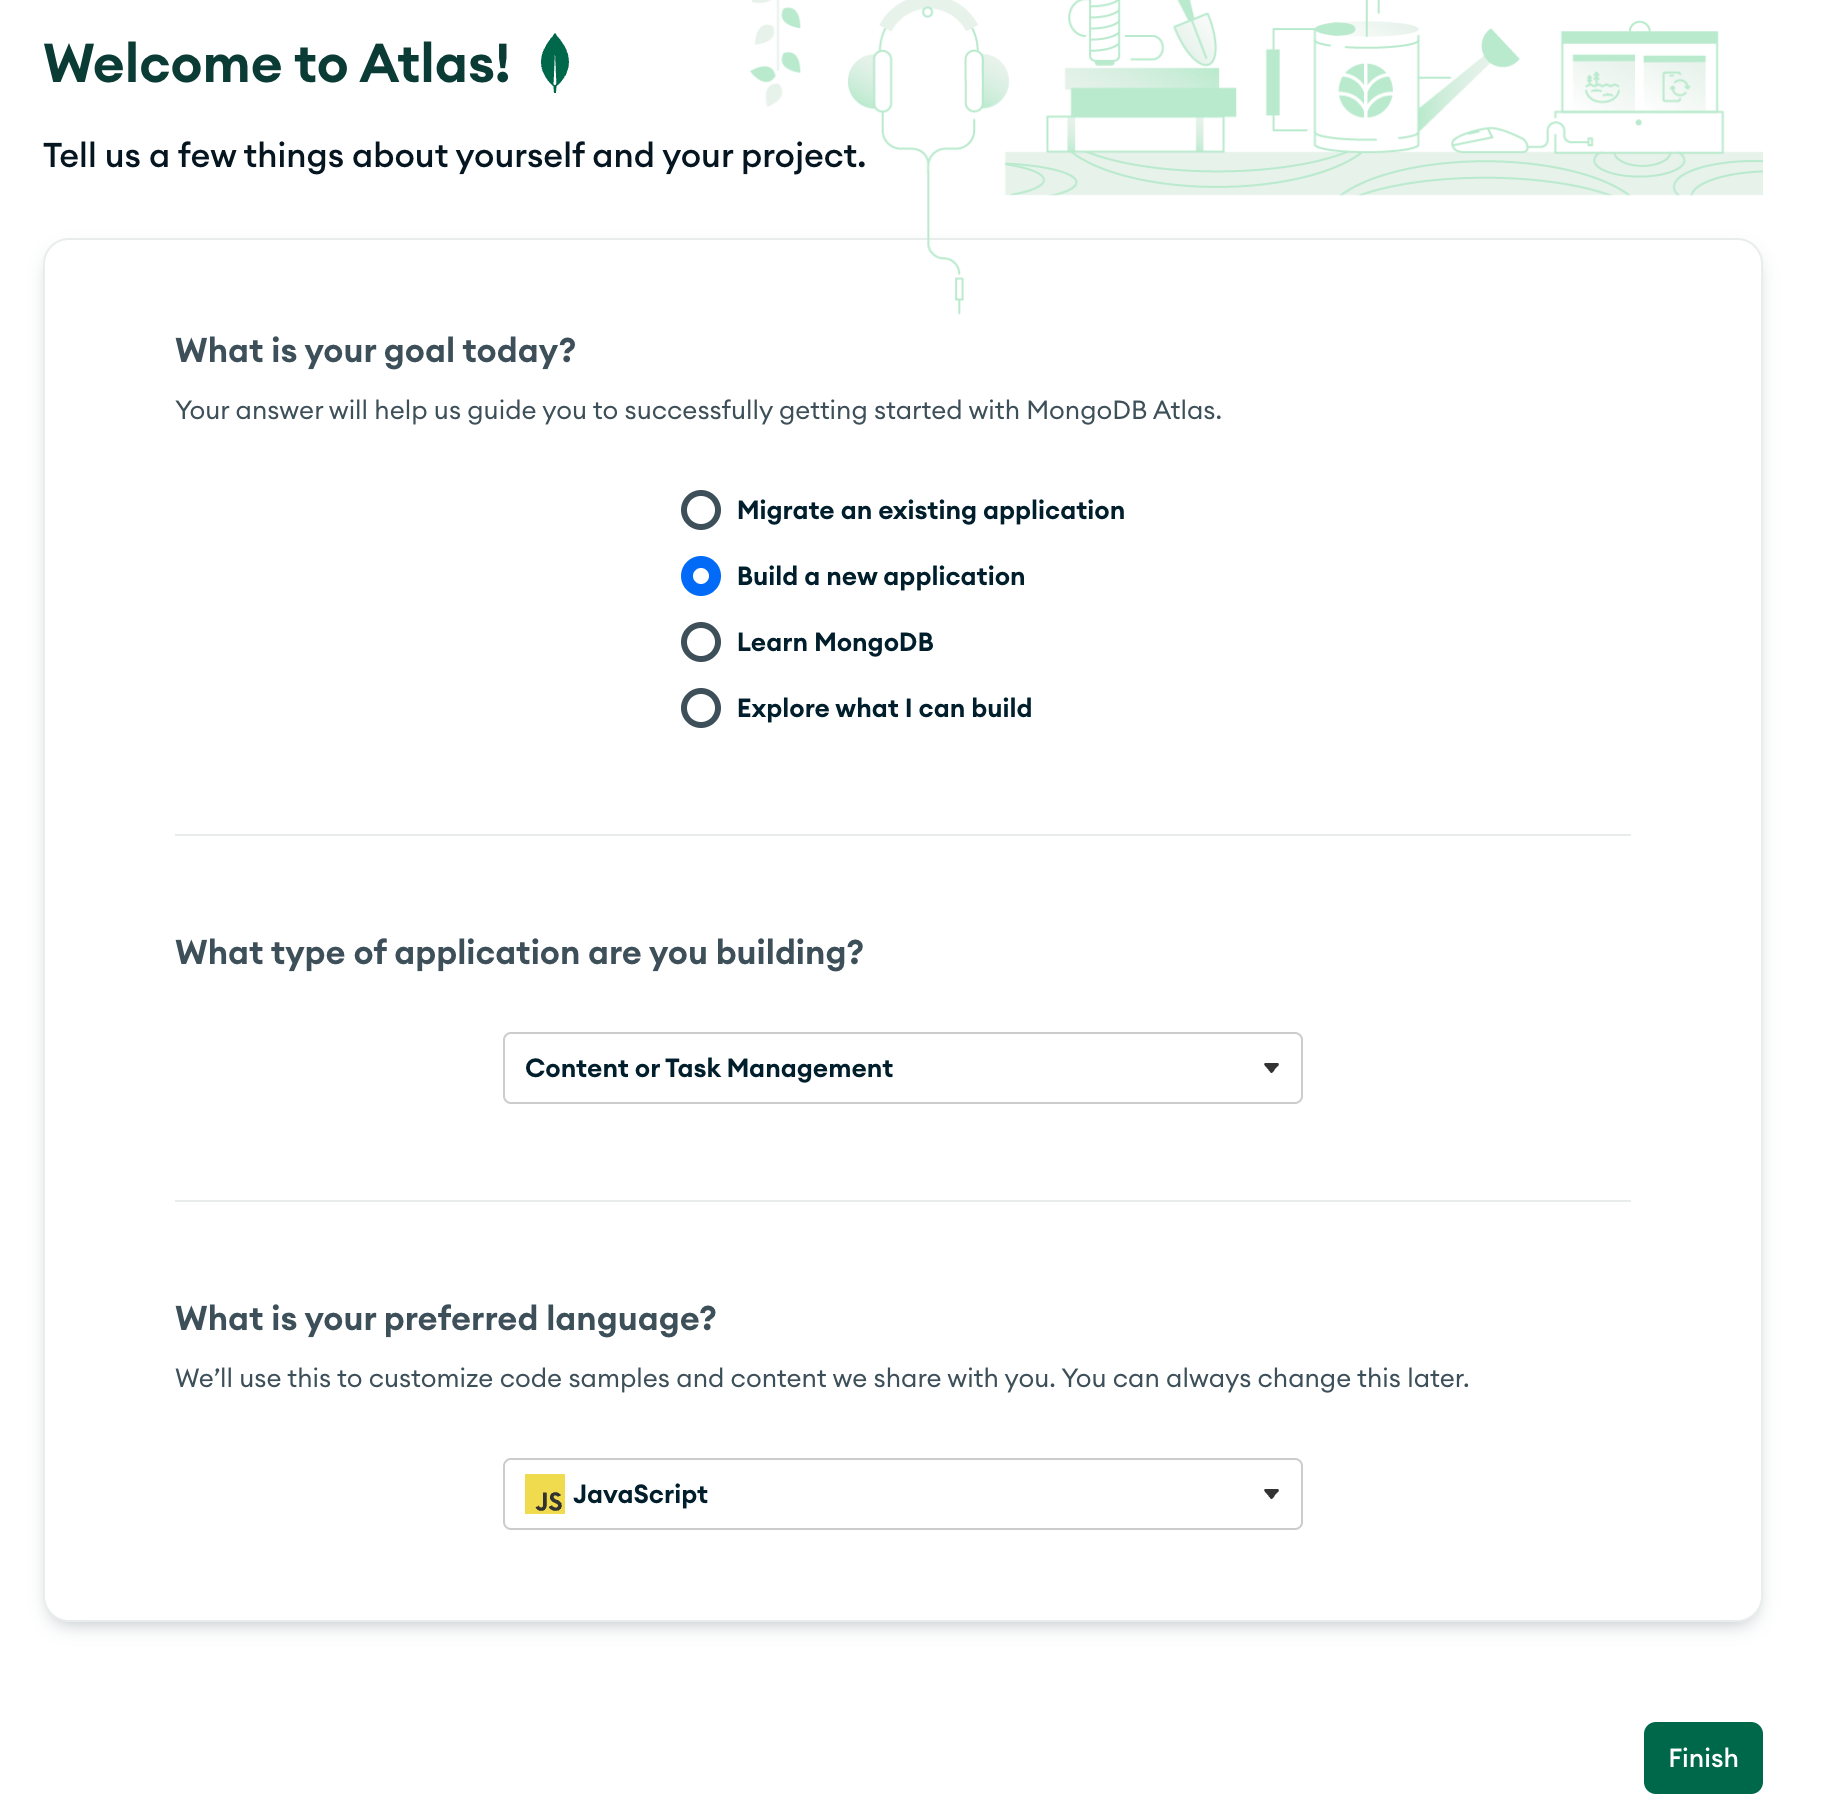 Welcome to Atlas!
Tell us a few things about yourself and your project.
What is your goal today?
Your answer will help us guide you to successfully getting started with MongoDB Atlas.
Migrate an existing application
Build a new application
Learn MongoDB
Explore what I can build
What type of application are you building?
Content or Task Management
What is your preferred language?
We’ll use this to customize code samples and content we share with you. You can always change this later.
JS JavaScript
Finish